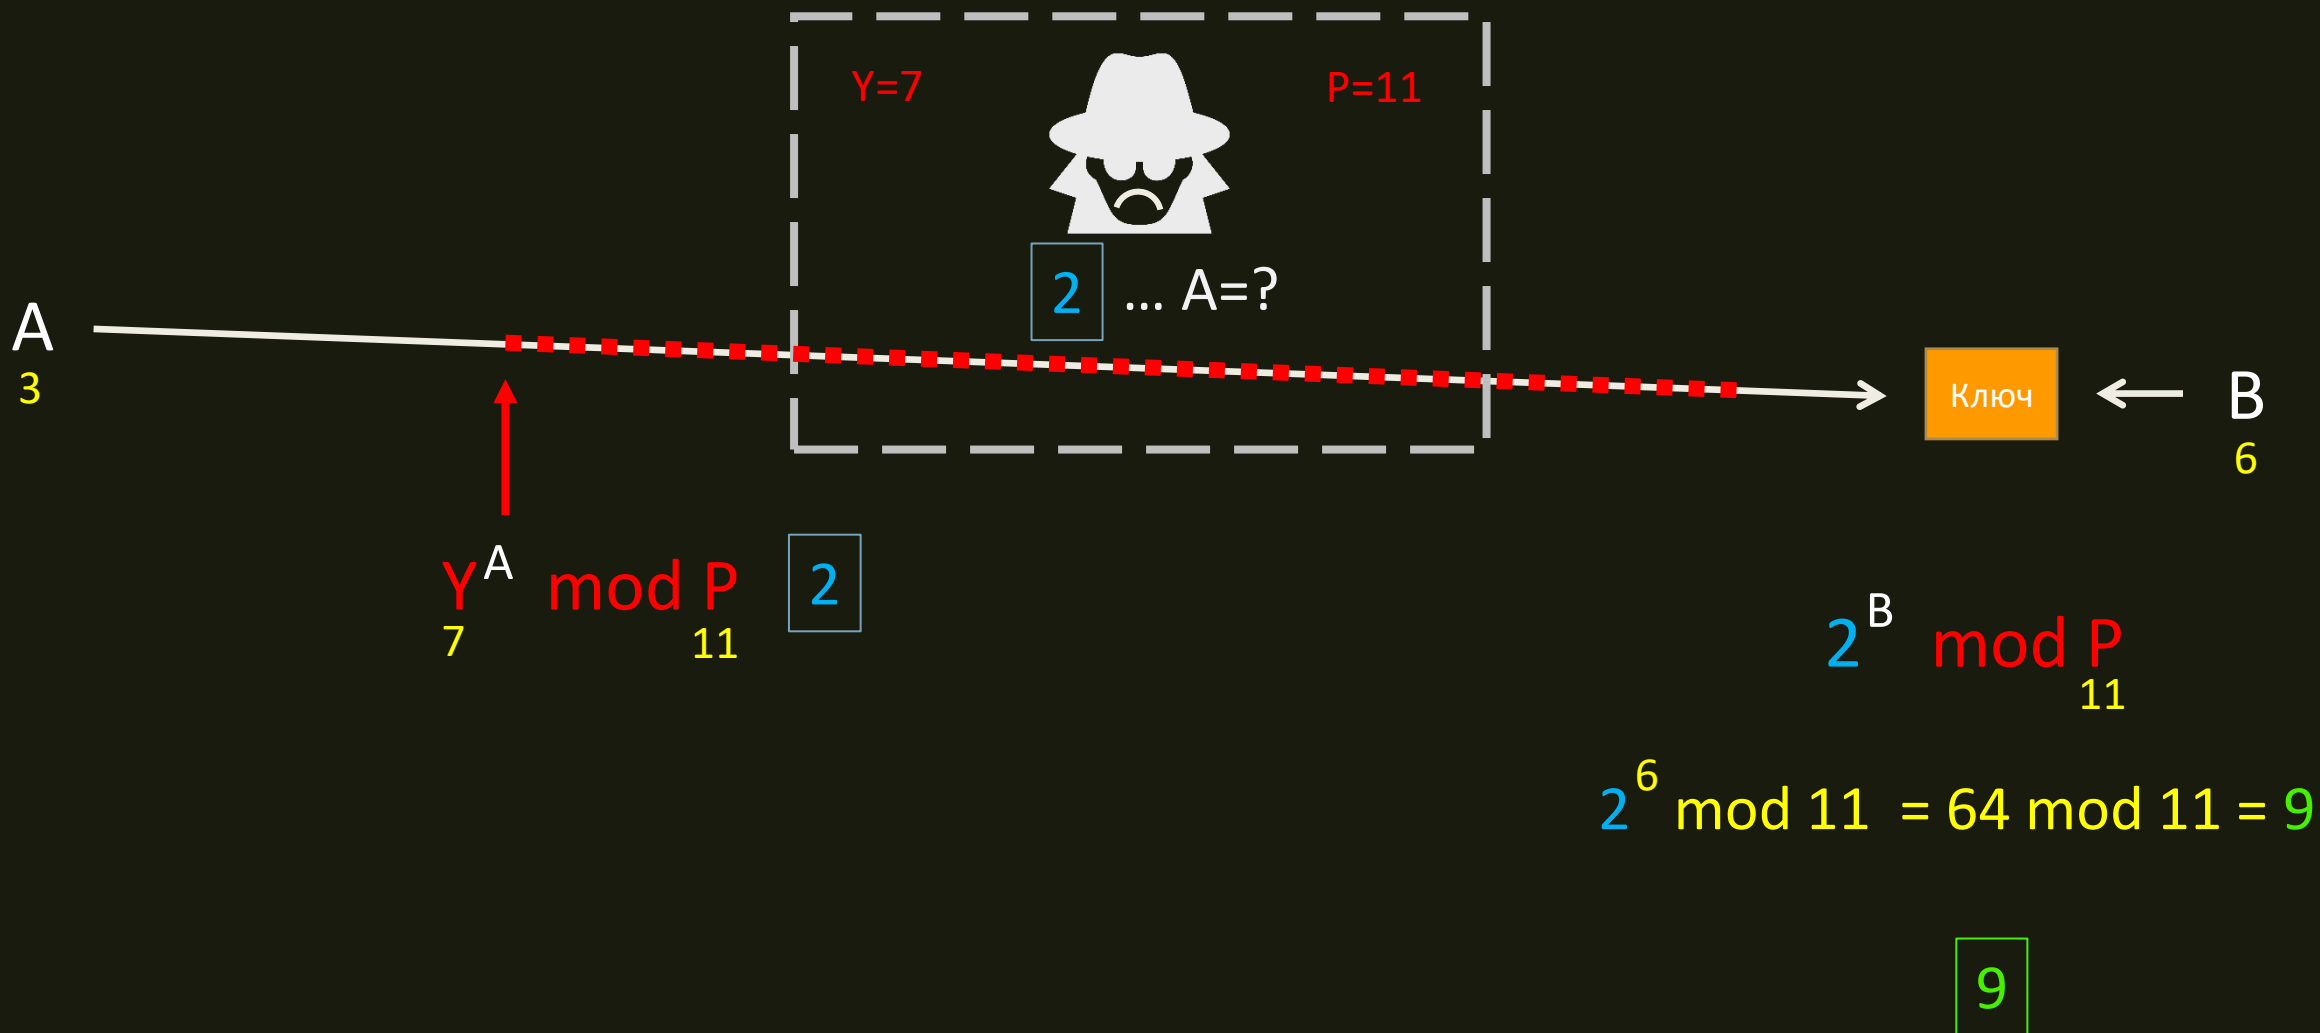 Y=7 P=11
2 ... A=?
A
3
Ключ
B
6
Y^A mod P 2
7 11
2^B mod P
11
2^6 mod 11 = 64 mod 11 = 9
9